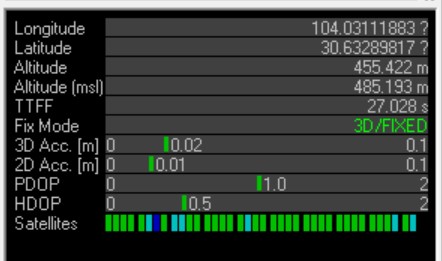 Longitude 104.03111883 ?
Latitude 30.63289817 ?
Altitude 455.422 m
Altitude (msl) 485.193 m
TTFF 27.028 s
Fix Mode 3D/FIXED
3D Acc. [m] 0 0.02 0.1
2D Acc. [m] 0 0.01 0.1
PDOP 0 1.0 2
HDOP 0 0.5 2
Satellites